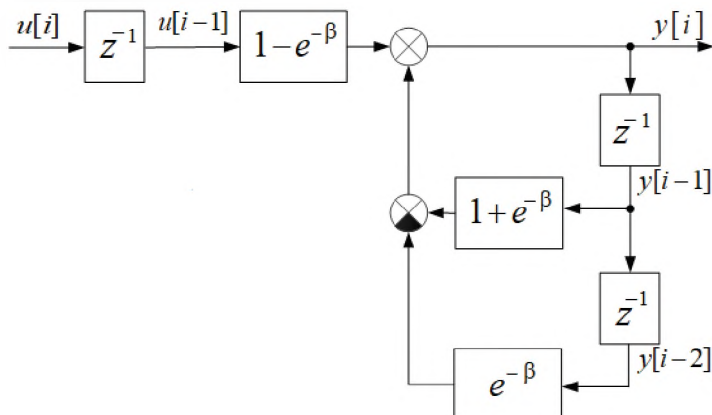 u[i] u[i−1] y[i]
z⁻¹ 1−e^{−β}
z⁻¹
y[i−1]
1+e^{−β}
z⁻¹
y[i−2]
e^{−β}